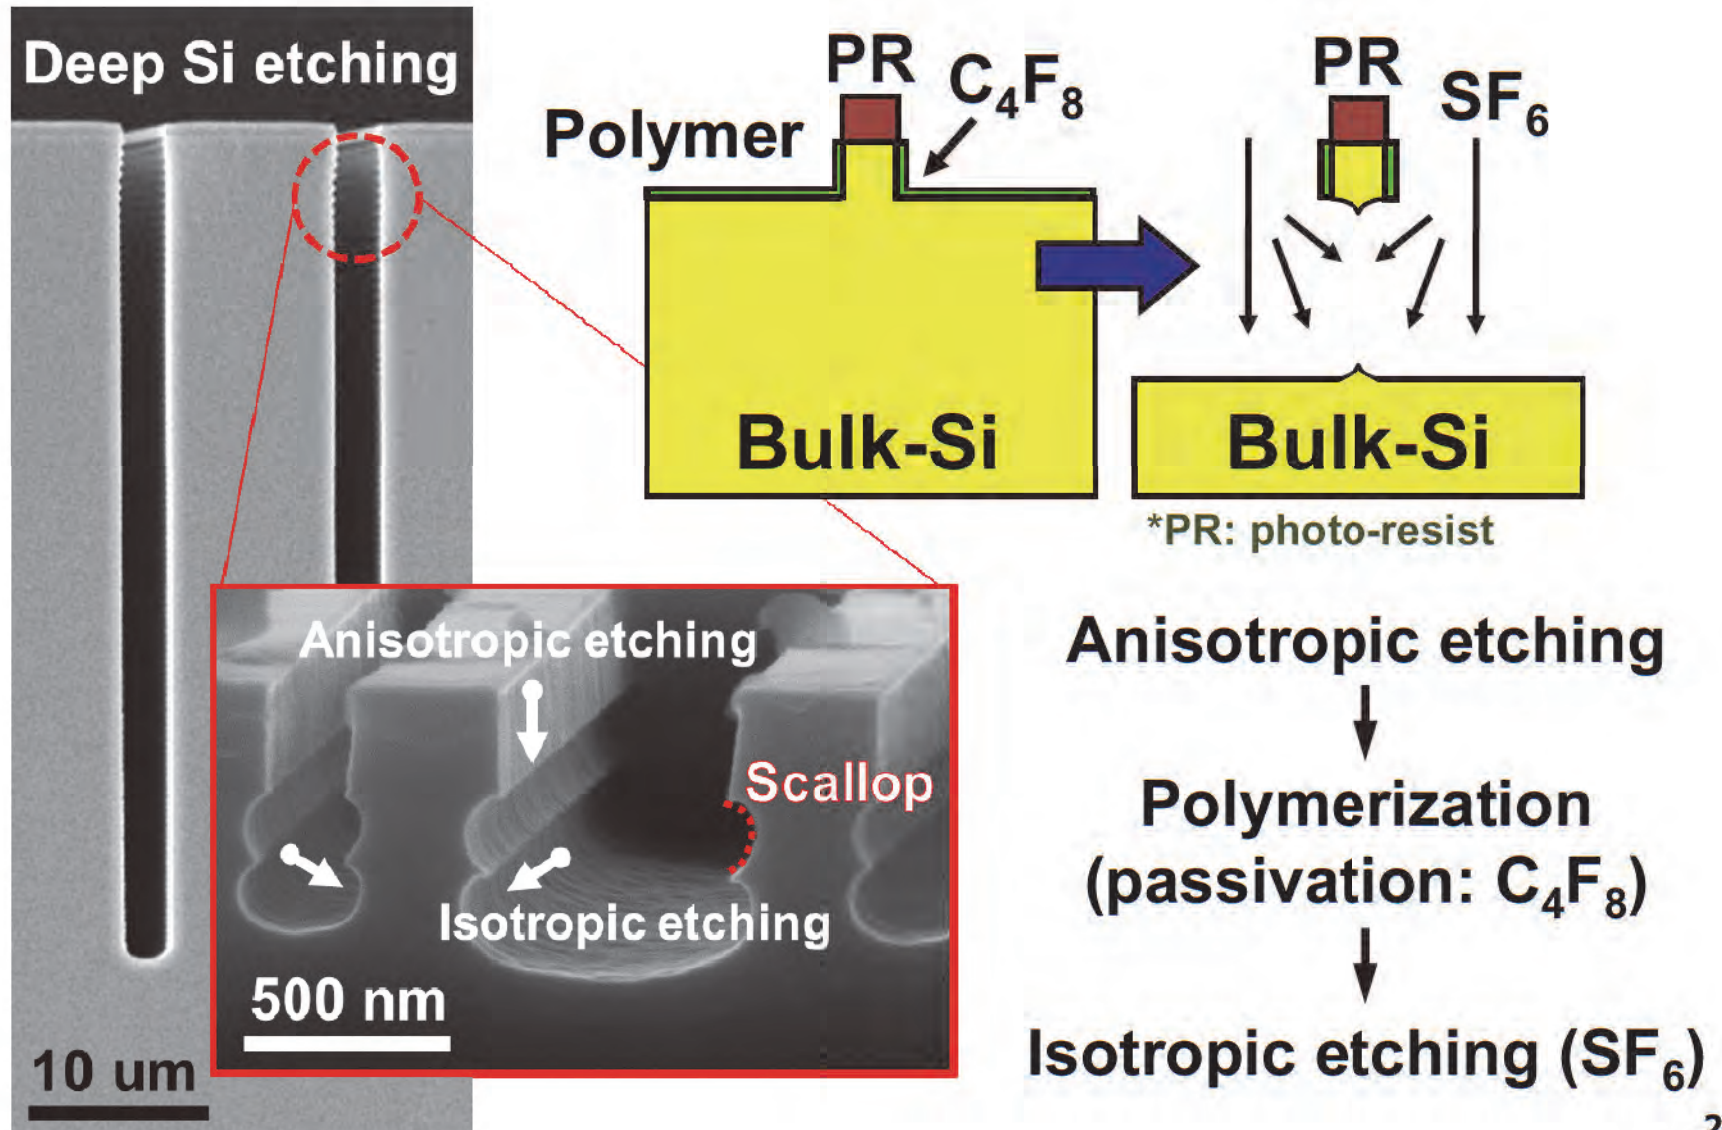 Deep Si etching
10 um
PR
C₄F₈
Polymer
Bulk-Si
PR
SF₆
Bulk-Si
*PR: photo-resist
Anisotropic etching
Scallop
Isotropic etching
500 nm
Anisotropic etching
Polymerization
(passivation: C₄F₈)
Isotropic etching (SF₆)
2